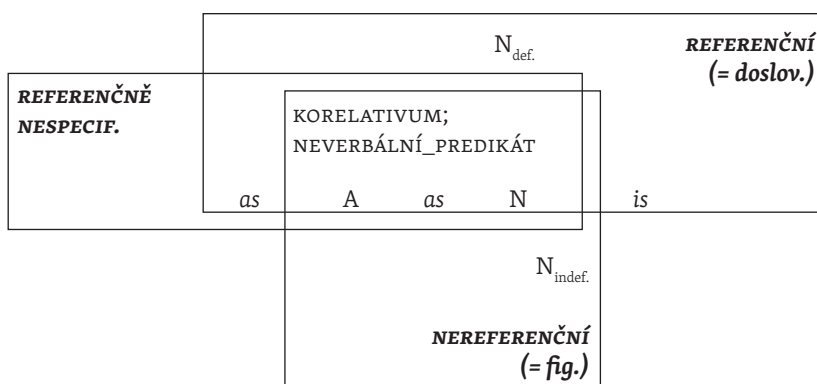 N def.
REFERENČNÍ
(= doslov.)
REFERENČNĚ
NESPECIF.
KORELATIVUM;
NEVERBÁLNÍ_PREDIKÁT
as A as N is
N indef.
NEREFERENČNÍ
(= fig.)